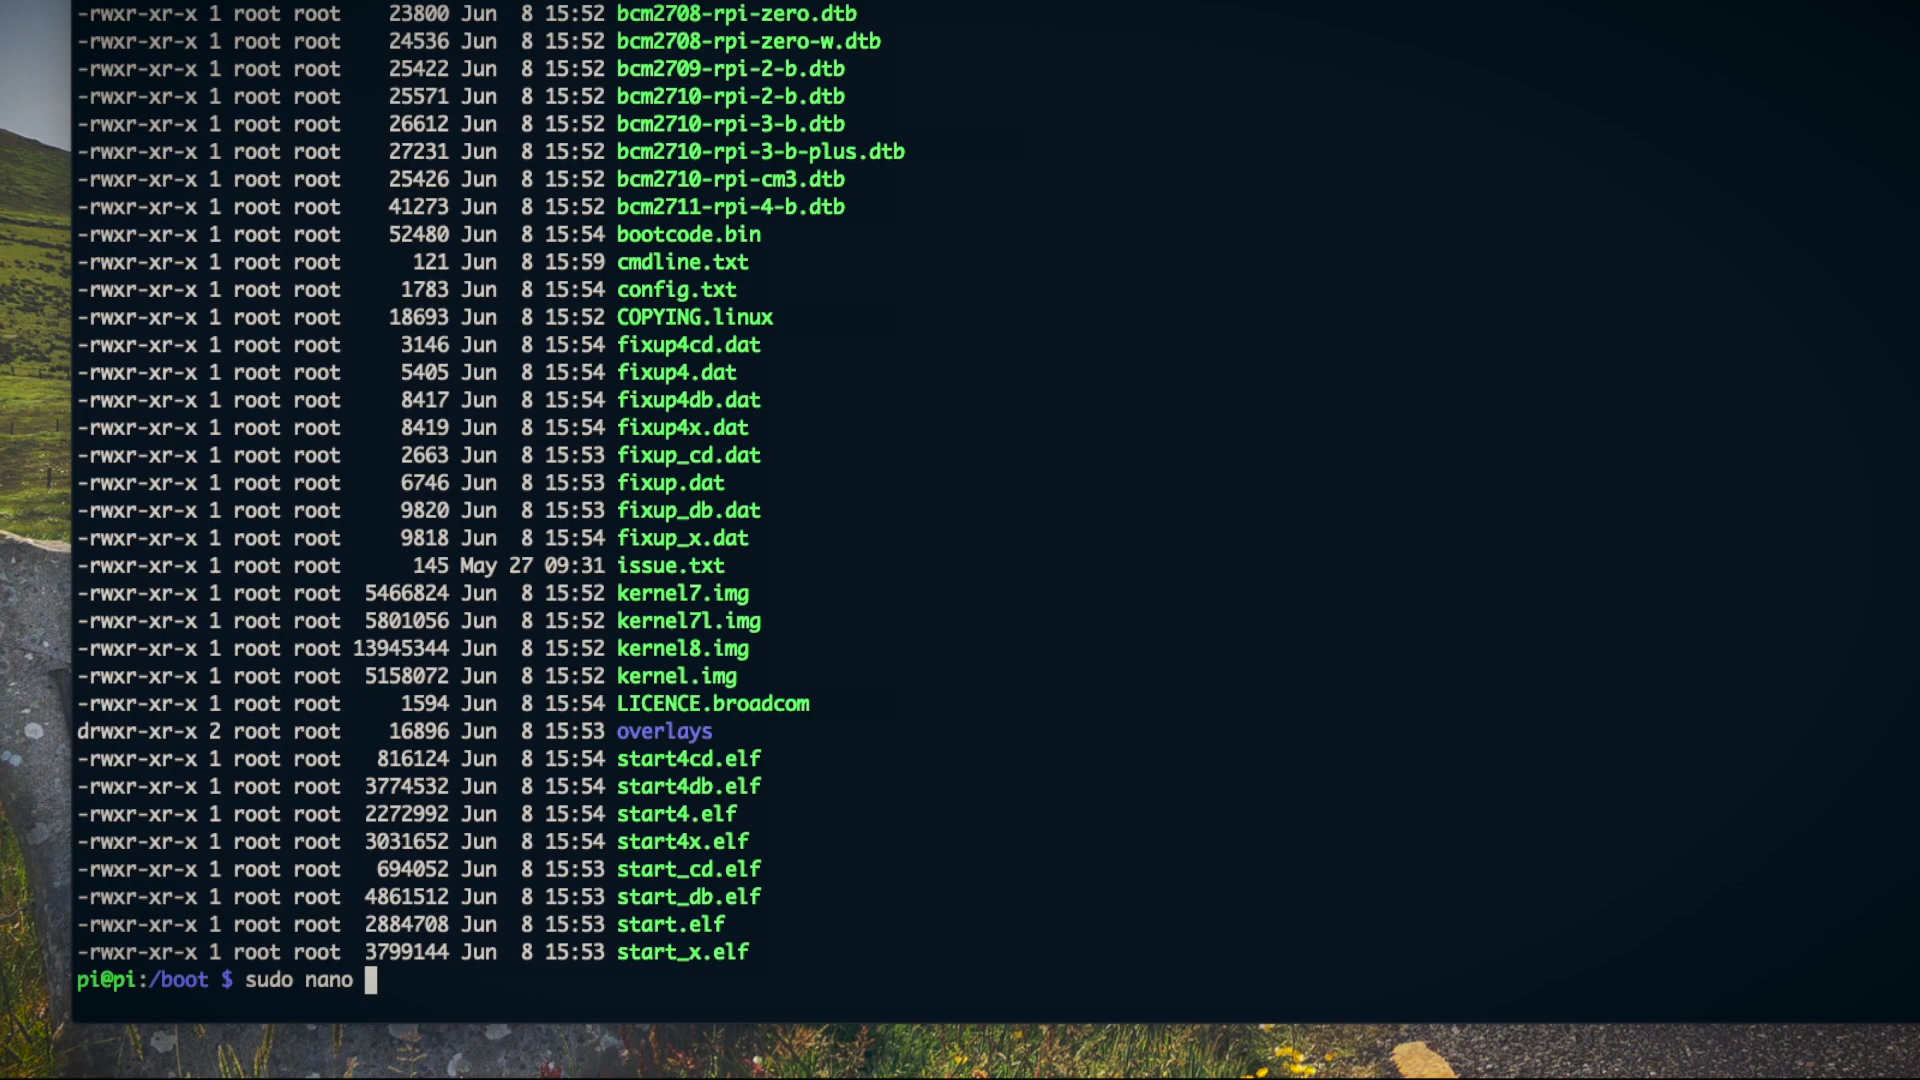 -rwxr-xr-x 1 root root    23800 Jun  8 15:52 bcm2708-rpi-zero.dtb
-rwxr-xr-x 1 root root    24536 Jun  8 15:52 bcm2708-rpi-zero-w.dtb
-rwxr-xr-x 1 root root    25422 Jun  8 15:52 bcm2709-rpi-2-b.dtb
-rwxr-xr-x 1 root root    25571 Jun  8 15:52 bcm2710-rpi-2-b.dtb
-rwxr-xr-x 1 root root    26612 Jun  8 15:52 bcm2710-rpi-3-b.dtb
-rwxr-xr-x 1 root root    27231 Jun  8 15:52 bcm2710-rpi-3-b-plus.dtb
-rwxr-xr-x 1 root root    25426 Jun  8 15:52 bcm2710-rpi-cm3.dtb
-rwxr-xr-x 1 root root    41273 Jun  8 15:52 bcm2711-rpi-4-b.dtb
-rwxr-xr-x 1 root root    52480 Jun  8 15:54 bootcode.bin
-rwxr-xr-x 1 root root      121 Jun  8 15:59 cmdline.txt
-rwxr-xr-x 1 root root     1783 Jun  8 15:54 config.txt
-rwxr-xr-x 1 root root    18693 Jun  8 15:52 COPYING.linux
-rwxr-xr-x 1 root root     3146 Jun  8 15:54 fixup4cd.dat
-rwxr-xr-x 1 root root     5405 Jun  8 15:54 fixup4.dat
-rwxr-xr-x 1 root root     8417 Jun  8 15:54 fixup4db.dat
-rwxr-xr-x 1 root root     8419 Jun  8 15:54 fixup4x.dat
-rwxr-xr-x 1 root root     2663 Jun  8 15:53 fixup_cd.dat
-rwxr-xr-x 1 root root     6746 Jun  8 15:53 fixup.dat
-rwxr-xr-x 1 root root     9820 Jun  8 15:53 fixup_db.dat
-rwxr-xr-x 1 root root     9818 Jun  8 15:54 fixup_x.dat
-rwxr-xr-x 1 root root      145 May 27 09:31 issue.txt
-rwxr-xr-x 1 root root  5466824 Jun  8 15:52 kernel7.img
-rwxr-xr-x 1 root root  5801056 Jun  8 15:52 kernel7l.img
-rwxr-xr-x 1 root root 13945344 Jun  8 15:52 kernel8.img
-rwxr-xr-x 1 root root  5158072 Jun  8 15:52 kernel.img
-rwxr-xr-x 1 root root     1594 Jun  8 15:54 LICENCE.broadcom
drwxr-xr-x 2 root root    16896 Jun  8 15:53 overlays
-rwxr-xr-x 1 root root   816124 Jun  8 15:54 start4cd.elf
-rwxr-xr-x 1 root root  3774532 Jun  8 15:54 start4db.elf
-rwxr-xr-x 1 root root  2272992 Jun  8 15:54 start4.elf
-rwxr-xr-x 1 root root  3031652 Jun  8 15:54 start4x.elf
-rwxr-xr-x 1 root root   694052 Jun  8 15:53 start_cd.elf
-rwxr-xr-x 1 root root  4861512 Jun  8 15:53 start_db.elf
-rwxr-xr-x 1 root root  2884708 Jun  8 15:53 start.elf
-rwxr-xr-x 1 root root  3799144 Jun  8 15:53 start_x.elf
pi@pi:/boot $ sudo nano